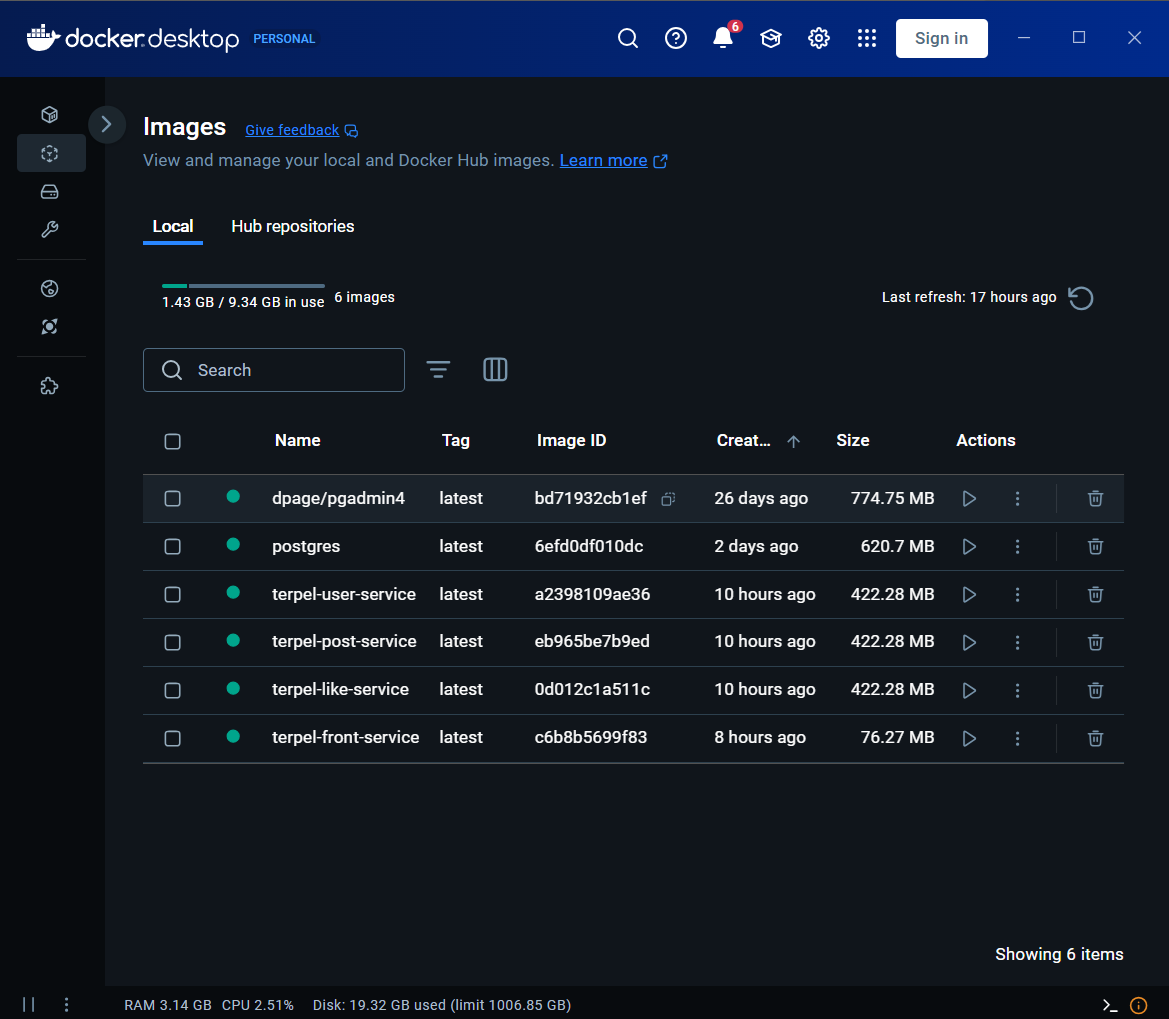 docker.desktop PERSONAL 6 Sign in
Images Give feedback
View and manage your local and Docker Hub images. Learn more
Local Hub repositories
1.43 GB / 9.34 GB in use 6 images Last refresh: 17 hours ago
Search
Name Tag Image ID Creat... Size Actions
dpage/pgadmin4 latest bd71932cb1ef 26 days ago 774.75 MB
postgres latest 6efd0df010dc 2 days ago 620.7 MB
terpel-user-service latest a2398109ae36 10 hours ago 422.28 MB
terpel-post-service latest eb965be7b9ed 10 hours ago 422.28 MB
terpel-like-service latest 0d012c1a511c 10 hours ago 422.28 MB
terpel-front-service latest c6b8b5699f83 8 hours ago 76.27 MB
Showing 6 items
RAM 3.14 GB CPU 2.51% Disk: 19.32 GB used (limit 1006.85 GB)